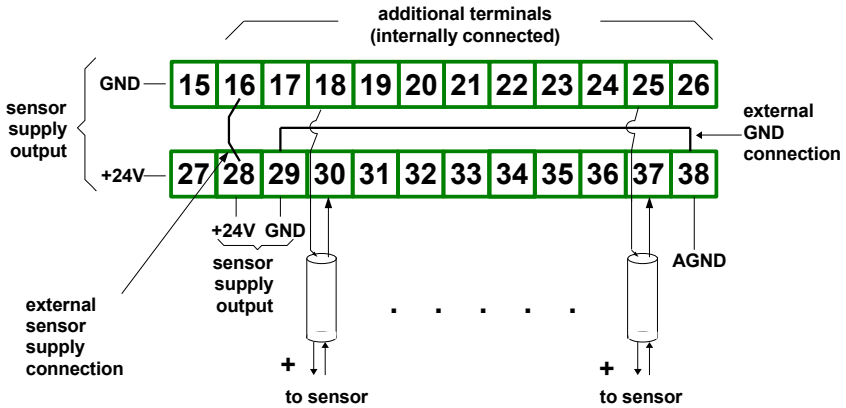 additional terminals
(internally connected)
GND
15 16 17 18 19 20 21 22 23 24 25 26
sensor
supply
output
external
GND
connection
+24V
27 28 29 30 31 32 33 34 35 36 37 38
+24V GND
AGND
sensor
supply
output
external
sensor
supply
connection
. . . . .
+ +
to sensor to sensor